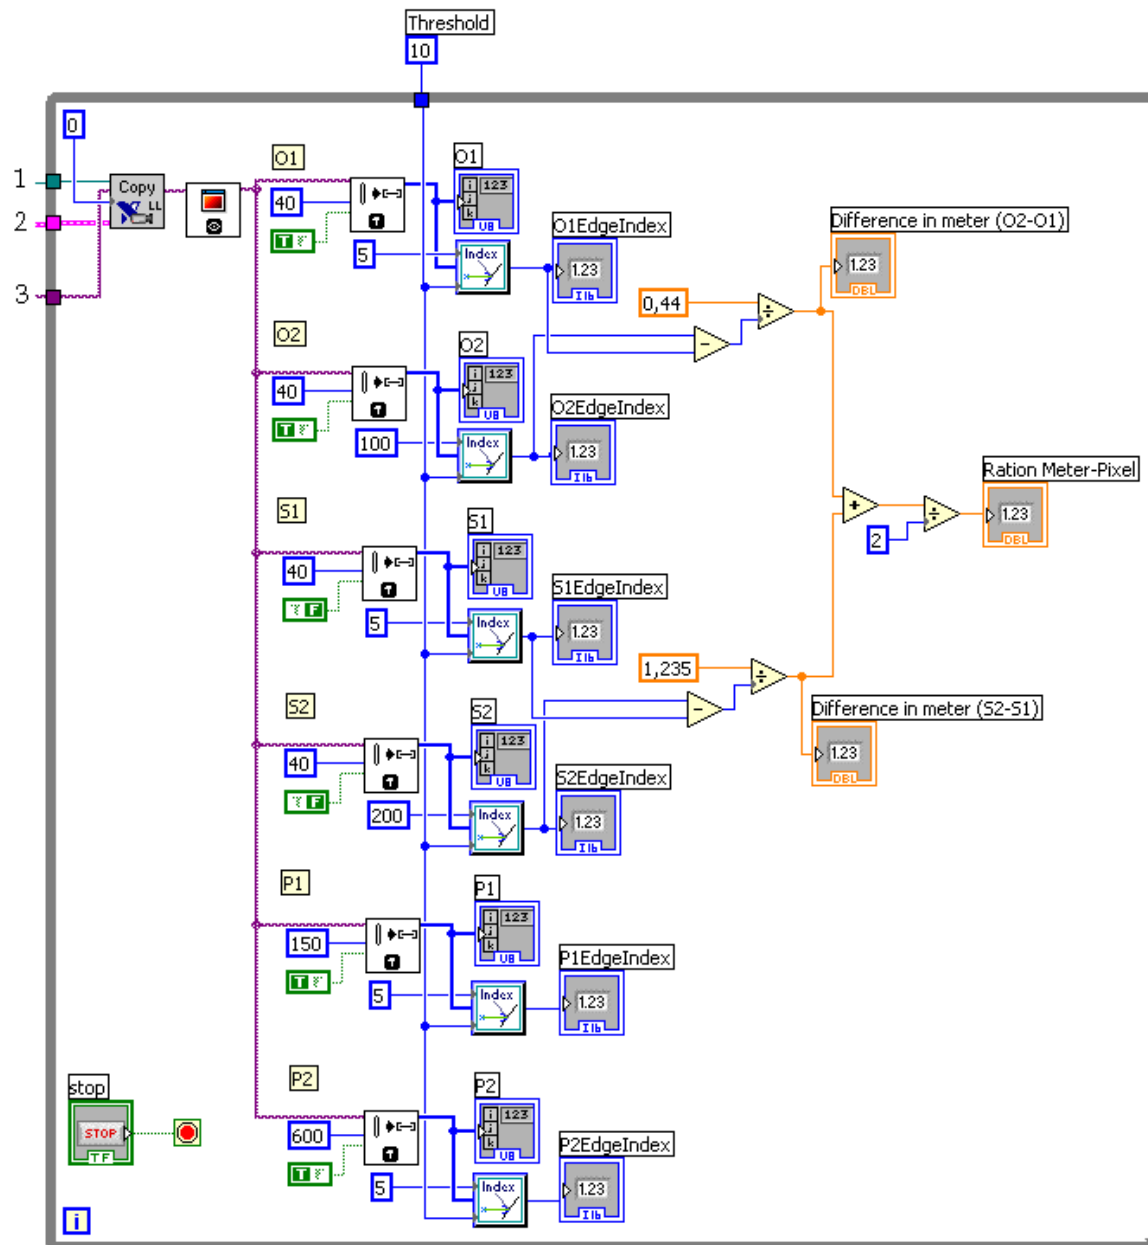 Threshold
10
0
1
Copy
LL
2
3
O1
40
T F
5
O1
i 123
j
k
U8
Index
O1EdgeIndex
1.23
I16
Difference in meter (O2-O1)
1.23
DBL
0,44
÷
-
O2
40
T F
100
O2
i 123
j
k
U8
Index
O2EdgeIndex
1.23
I16
Ration Meter-Pixel
1.23
DBL
+
÷
2
S1
40
F
5
S1
i 123
j
k
U8
Index
S1EdgeIndex
1.23
I16
1,235
÷
-
Difference in meter (S2-S1)
1.23
DBL
S2
40
F
200
S2
i 123
j
k
U8
Index
S2EdgeIndex
1.23
I16
P1
150
T F
5
P1
i 123
j
k
U8
Index
P1EdgeIndex
1.23
I16
stop
STOP
TF
P2
600
T F
5
P2
i 123
j
k
U8
Index
P2EdgeIndex
1.23
I16
i